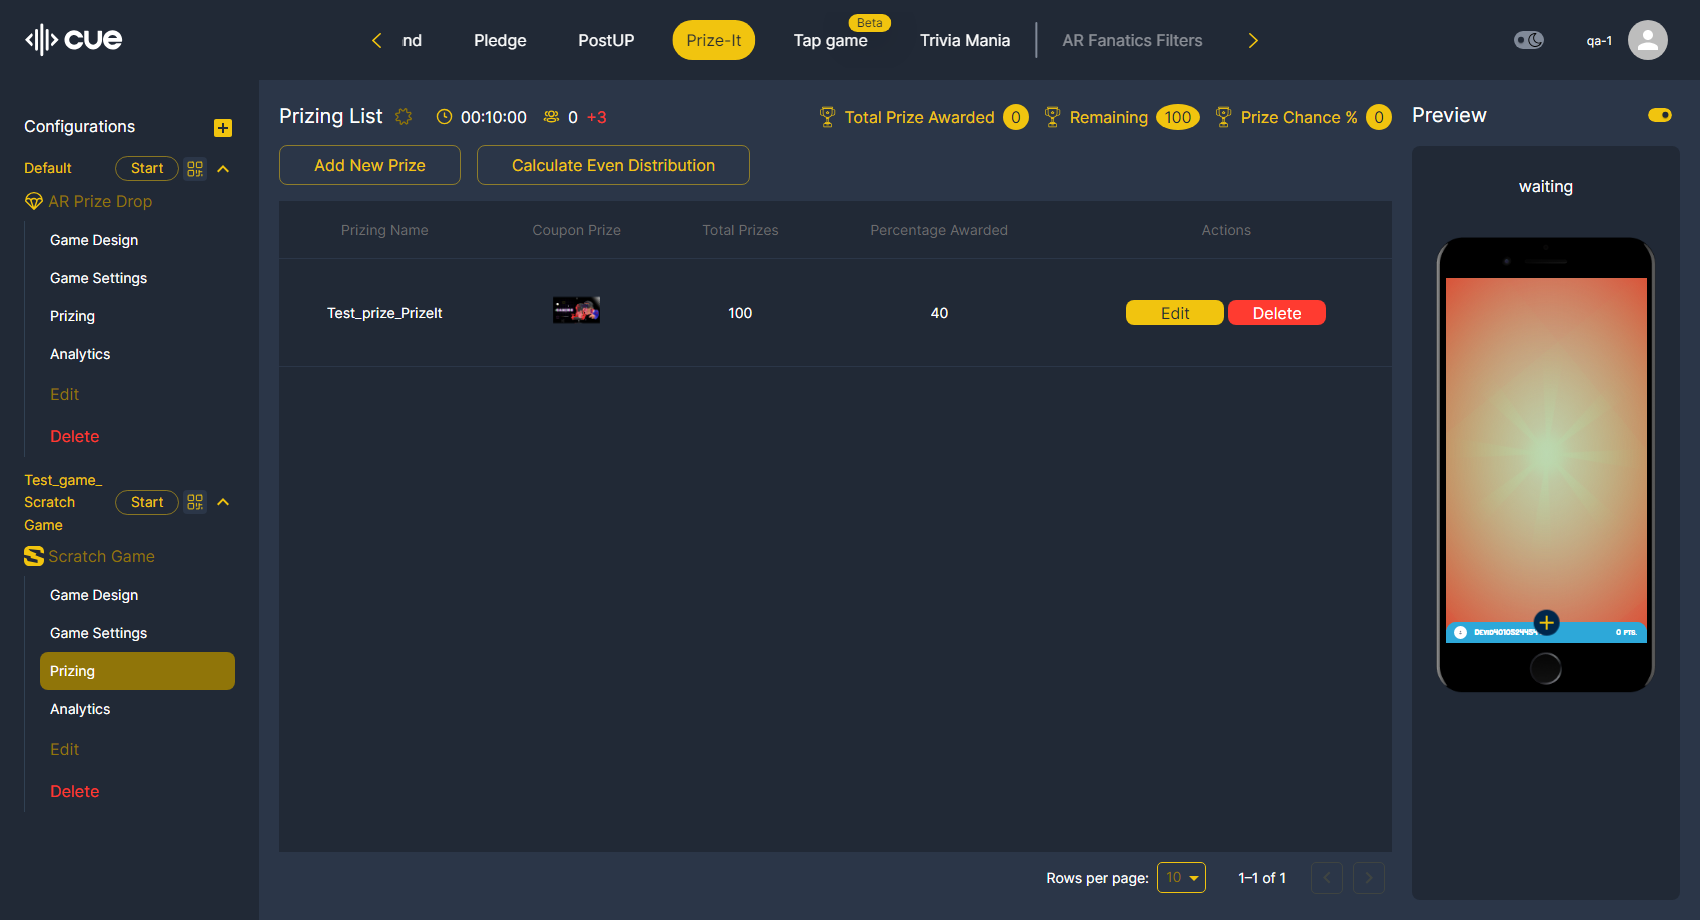 cue
nd
Pledge
PostUP
Prize-It
Beta
Tap game
Trivia Mania
AR Fanatics Filters
qa-1
Configurations
Default
Start
AR Prize Drop
Game Design
Game Settings
Prizing
Analytics
Edit
Delete
Test_game_
Scratch
Game
Start
Scratch Game
Game Design
Game Settings
Prizing
Analytics
Edit
Delete
Prizing List
00:10:00
0 +3
Total Prize Awarded 0
Remaining 100
Prize Chance % 0
Add New Prize
Calculate Even Distribution
Prizing Name
Coupon Prize
Total Prizes
Percentage Awarded
Actions
Test_prize_PrizeIt
100
40
Edit
Delete
Rows per page: 10
1–1 of 1
Preview
waiting
0 PTS.